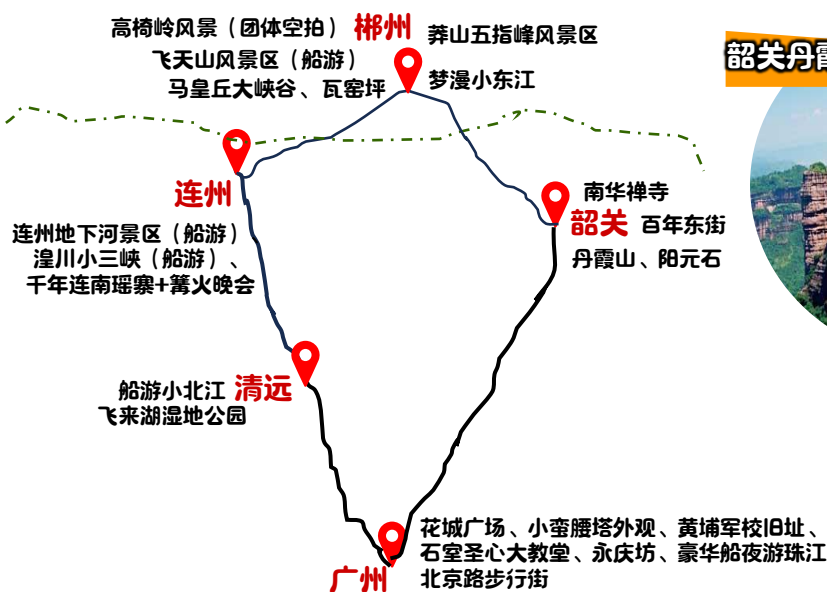 高椅岭风景（团体空拍）
郴州
莽山五指峰风景区
飞天山风景区（船游）
马皇丘大峡谷、瓦窑坪
梦漫小东江
韶关丹霞
连州
南华禅寺
韶关 百年东街
丹霞山、阳元石
连州地下河景区（船游）
湟川小三峡（船游）、
千年连南瑶寨+篝火晚会
船游小北江 清远
飞来湖湿地公园
花城广场、小蛮腰塔外观、黄埔军校旧址、
石室圣心大教堂、永庆坊、豪华船夜游珠江
北京路步行街
广州